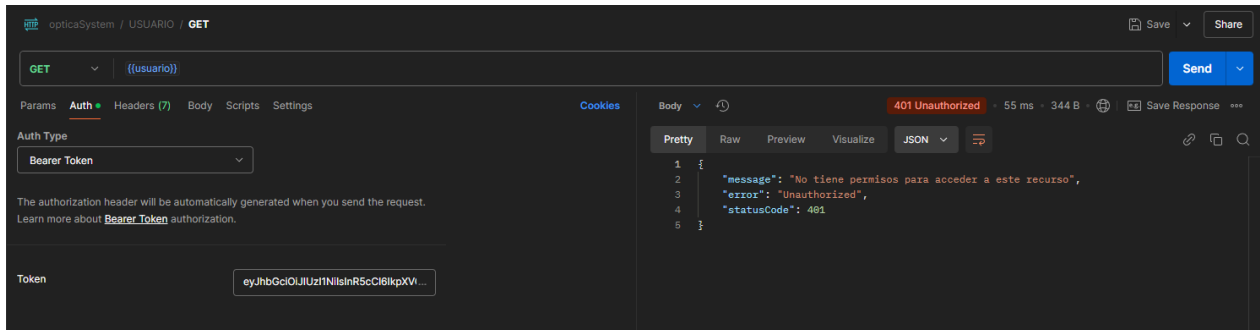 HTTP opticaSystem / USUARIO / GET Save Share
GET {{usuario}} Send
Params Auth Headers (7) Body Scripts Settings Cookies
Auth Type
Bearer Token
The authorization header will be automatically generated when you send the request.
Learn more about Bearer Token authorization.
Token eyJhbGciOiJIUzI1NiIsInR5cCI6IkpXV...
Body 401 Unauthorized 55 ms 344 B e.g. Save Response
Pretty Raw Preview Visualize JSON
1 {
2 "message": "No tiene permisos para acceder a este recurso",
3 "error": "Unauthorized",
4 "statusCode": 401
5 }